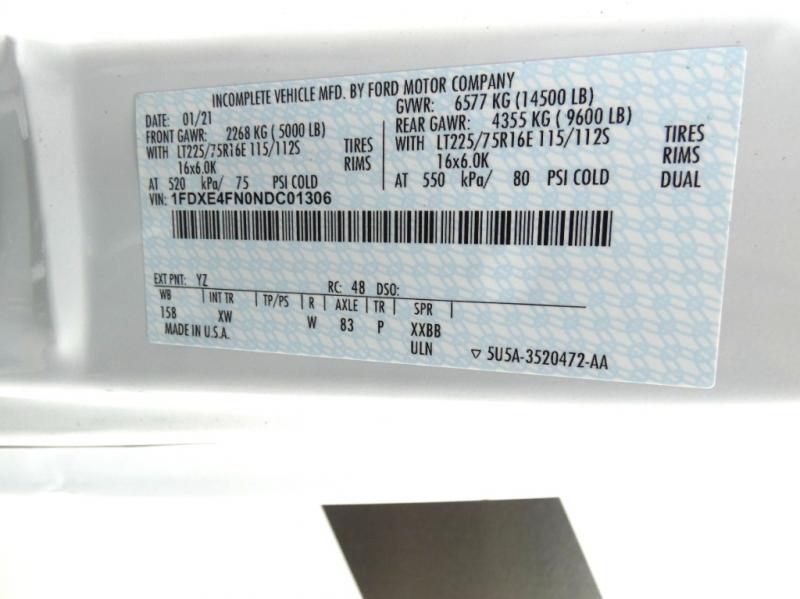 INCOMPLETE VEHICLE MFD. BY FORD MOTOR COMPANY
DATE: 01/21 GVWR: 6577 KG (14500 LB)
FRONT GAWR: 2268 KG ( 5000 LB) REAR GAWR: 4355 KG ( 9600 LB)
WITH LT225/75R16E 115/112S TIRES WITH LT225/75R16E 115/112S TIRES
16x6.0K RIMS 16x6.0K RIMS
AT 520 kPa/ 75 PSI COLD AT 550 kPa/ 80 PSI COLD DUAL
VIN: 1FDXE4FN0NDC01306
EXT PNT: YZ RC: 48 DSO:
WB INT TR TP/PS R AXLE TR SPR
158 XW W 83 P XXBB
MADE IN U.S.A. ULN ▽ 5U5A-3520472-AA